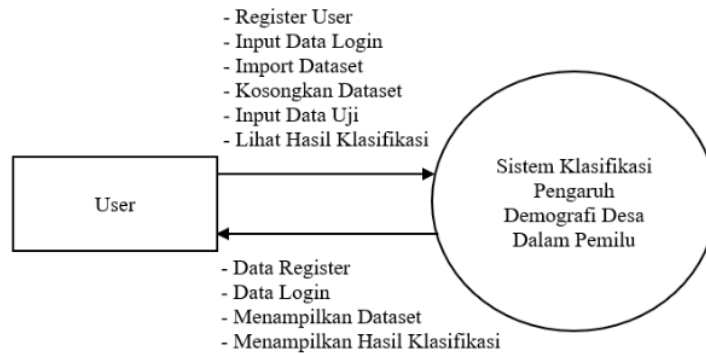 - Register User
- Input Data Login
- Import Dataset
- Kosongkan Dataset
- Input Data Uji
- Lihat Hasil Klasifikasi
User
Sistem Klasifikasi
Pengaruh
Demografi Desa
Dalam Pemilu
- Data Register
- Data Login
- Menampilkan Dataset
- Menampilkan Hasil Klasifikasi